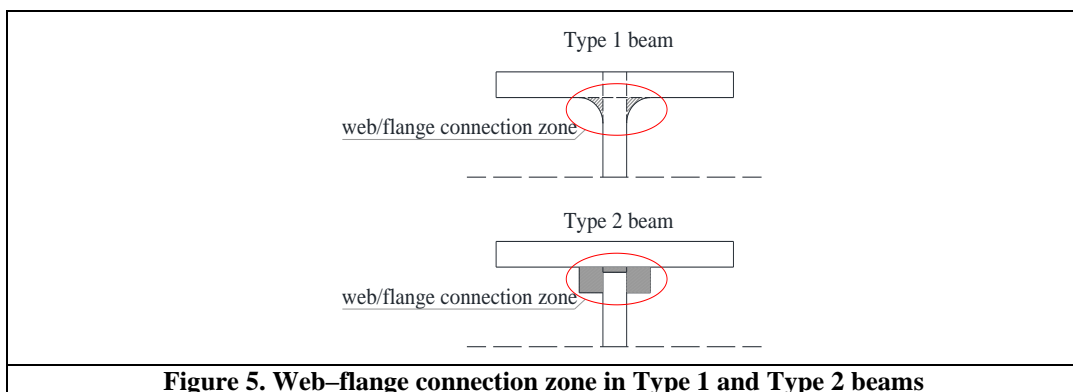 Type 1 beam
web/flange connection zone
Type 2 beam
web/flange connection zone
Figure 5. Web–flange connection zone in Type 1 and Type 2 beams